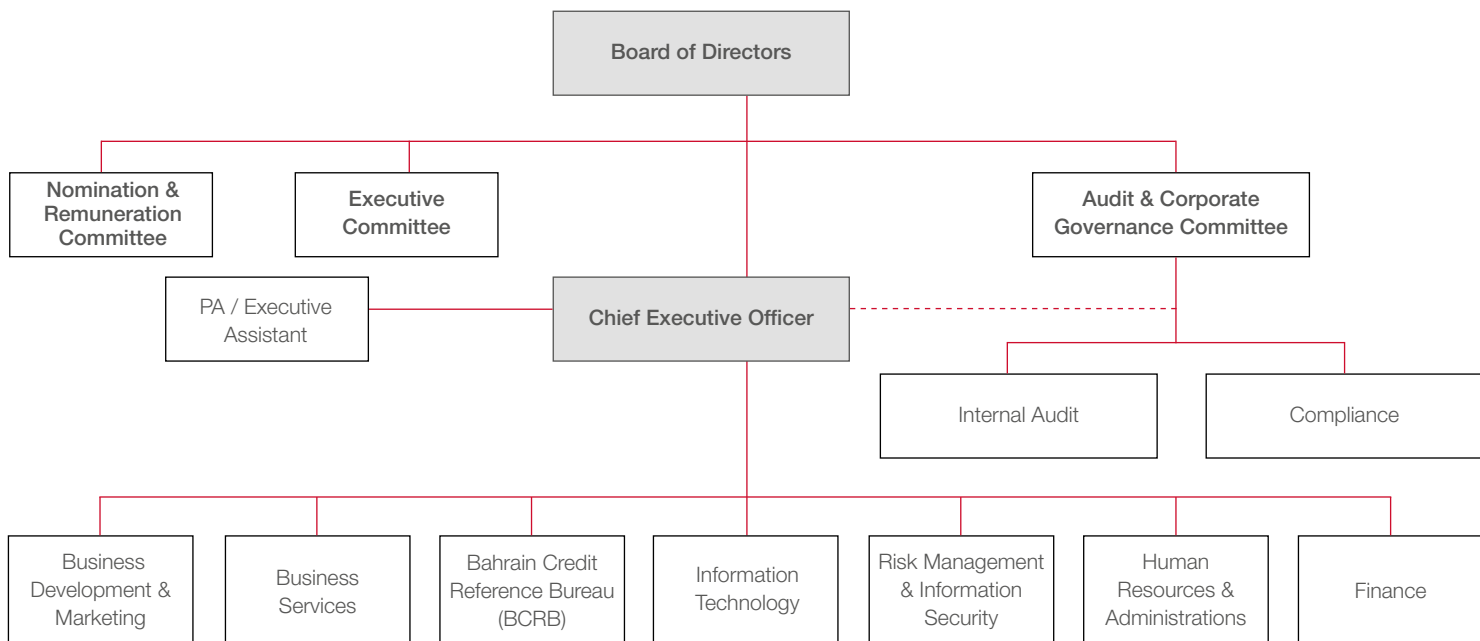 Board of Directors
Nomination &
Remuneration
Committee
Executive
Committee
Audit & Corporate
Governance Committee
PA / Executive
Assistant
Chief Executive Officer
Internal Audit
Compliance
Business
Development &
Marketing
Business
Services
Bahrain Credit
Reference Bureau
(BCRB)
Information
Technology
Risk Management
& Information
Security
Human
Resources &
Administrations
Finance